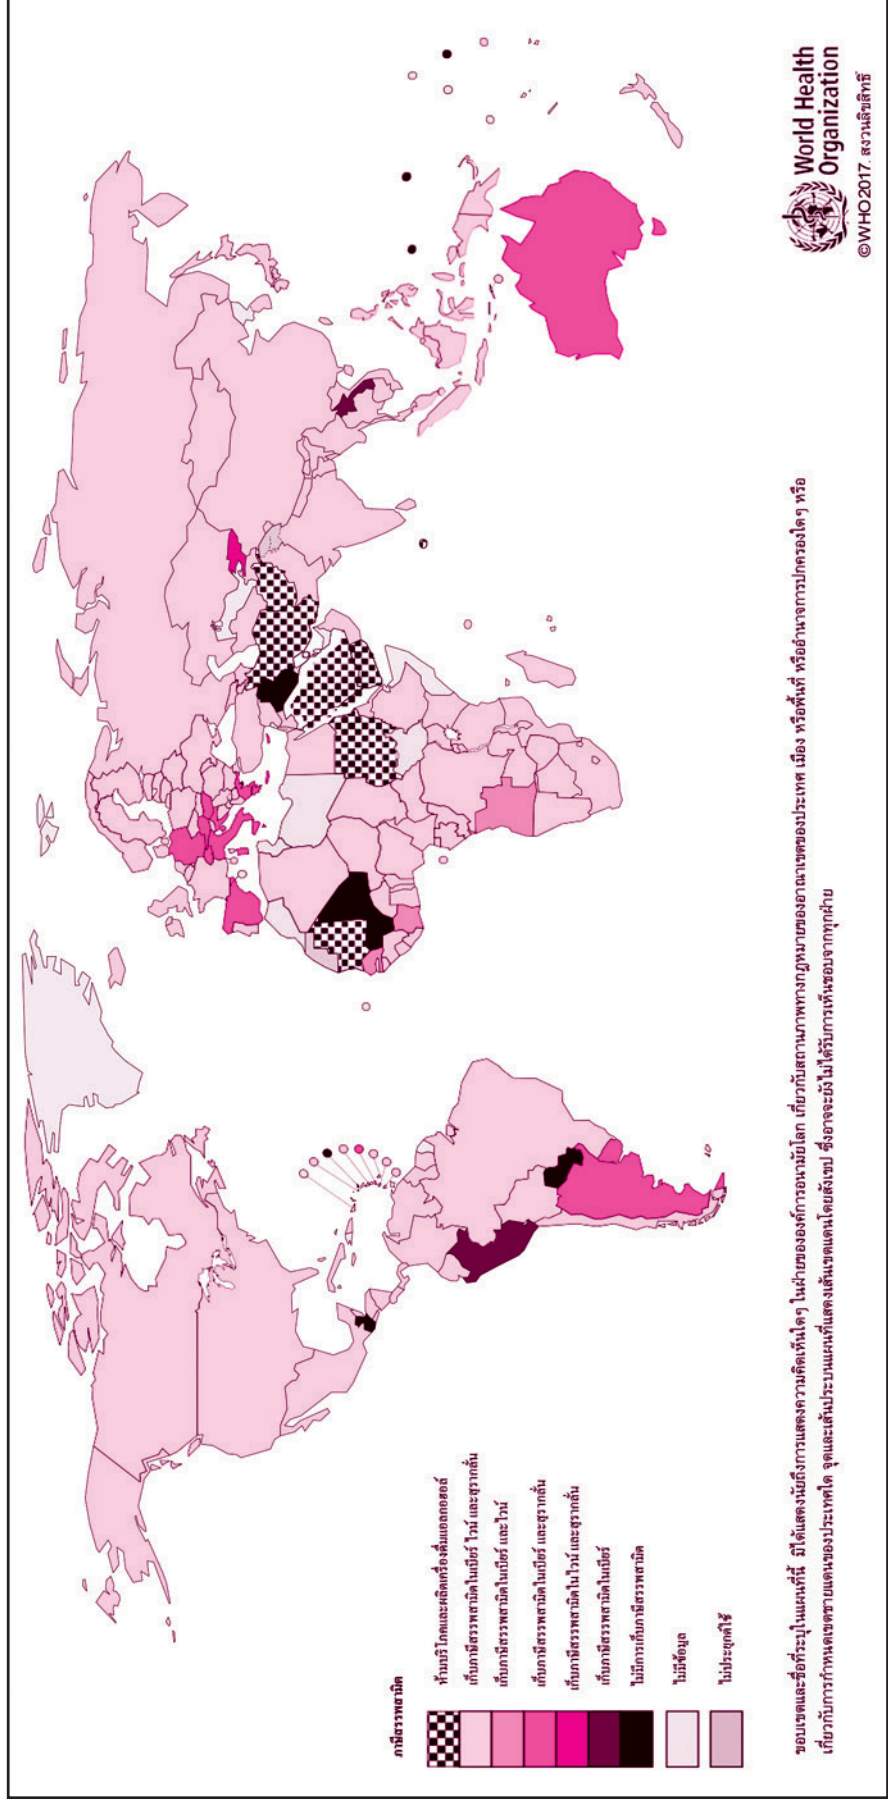 ภาษีสรรพสามิต
ห้ามบริโภคและผลิตเครื่องดื่มแอลกอฮอล์
เก็บภาษีสรรพสามิตในเบียร์ ไวน์ และสุรากลั่น
เก็บภาษีสรรพสามิตในเบียร์ และไวน์
เก็บภาษีสรรพสามิตในเบียร์ และสุรากลั่น
เก็บภาษีสรรพสามิตในไวน์ และสุรากลั่น
เก็บภาษีสรรพสามิตในเบียร์
ไม่มีการเก็บภาษีสรรพสามิต
ไม่มีข้อมูล
ไม่ประยุกต์ใช้
ขอบเขตและชื่อที่ระบุในแผนที่นี้ มิได้แสดงนัยถึงการแสดงความคิดเห็นใดๆ ในฝ่ายขององค์การอนามัยโลก เกี่ยวกับสถานภาพทางกฎหมายของอาณาเขตของประเทศ เมือง หรือพื้นที่ หรืออำนาจการปกครองใดๆ หรือ
เกี่ยวกับการกำหนดเขตชายแดนของประเทศใด จุดและเส้นประบนแผนที่แสดงเส้นเขตแดนโดยสังเขป ซึ่งอาจจะยังไม่ได้รับการเห็นชอบจากทุกฝ่าย
World Health
Organization
©WHO2017. สงวนลิขสิทธิ์